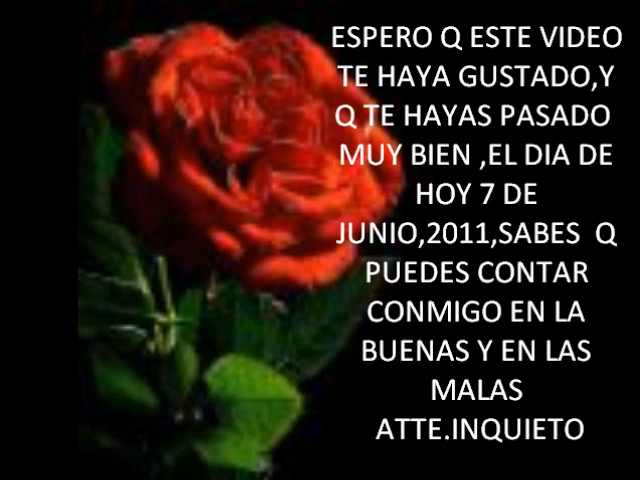 ESPERO Q ESTE VIDEO
TE HAYA GUSTADO,Y
Q TE HAYAS PASADO
MUY BIEN ,EL DIA DE
HOY 7 DE
JUNIO,2011,SABES  Q
PUEDES CONTAR
CONMIGO EN LA
BUENAS Y EN LAS
MALAS
ATTE.INQUIETO